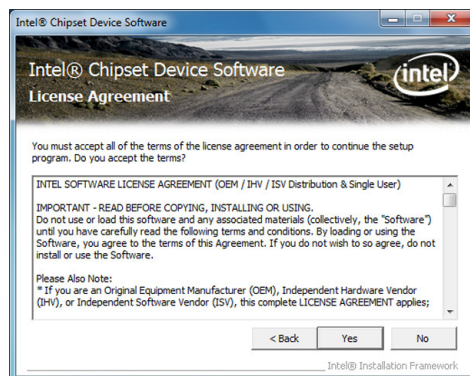 Intel® Chipset Device Software
Intel® Chipset Device Software
intel
License Agreement
You must accept all of the terms of the license agreement in order to continue the setup
program. Do you accept the terms?
INTEL SOFTWARE LICENSE AGREEMENT (OEM / IHV / ISV Distribution & Single User)
IMPORTANT - READ BEFORE COPYING, INSTALLING OR USING.
Do not use or load this software and any associated materials (collectively, the "Software")
until you have carefully read the following terms and conditions. By loading or using the
Software, you agree to the terms of this Agreement. If you do not wish to so agree, do not
install or use the Software.
Please Also Note:
* If you are an Original Equipment Manufacturer (OEM), Independent Hardware Vendor
(IHV), or Independent Software Vendor (ISV), this complete LICENSE AGREEMENT applies;
< Back Yes No
Intel® Installation Framework